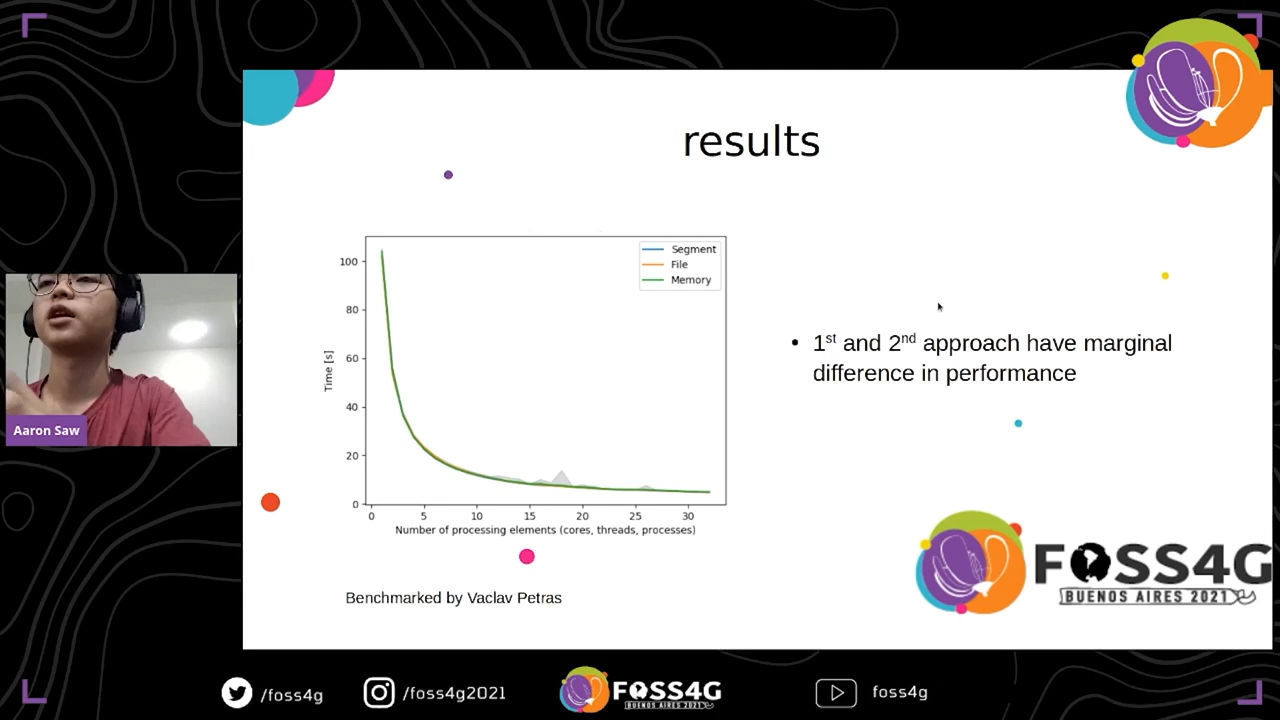 results
100
80
60
40
20
0
Time [s]
Segment
File
Memory
0 5 10 15 20 25 30
Number of processing elements (cores, threads, processes)
1st and 2nd approach have marginal
difference in performance
Benchmarked by Vaclav Petras
FOSS4G
BUENOS AIRES 2021
Aaron Saw
/foss4g
/foss4g2021
FOSS4G
BUENOS AIRES 2021
foss4g